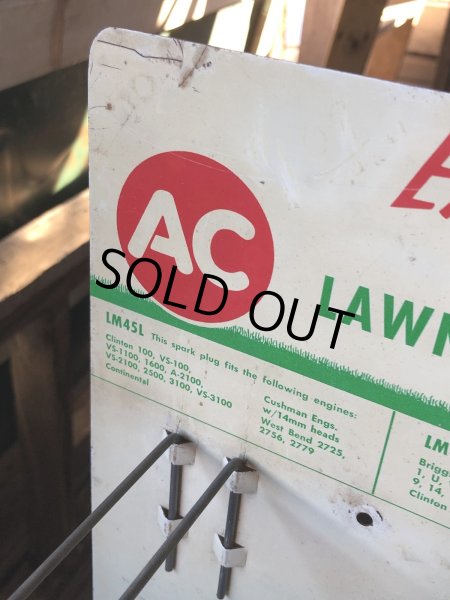 AC
SOLD OUT
LAWN
LM45L This spark plug fits the following engines:
Clinton 100, VS-100,
VS-1100, 1600, A-2100,
VS-2100, 2500, 3100, VS-3100
Continental
Cushman Engs.
w/14mm heads
West Bend 2725,
2756, 2779
LM
Brigg
1, U,
9, 14,
Clinton